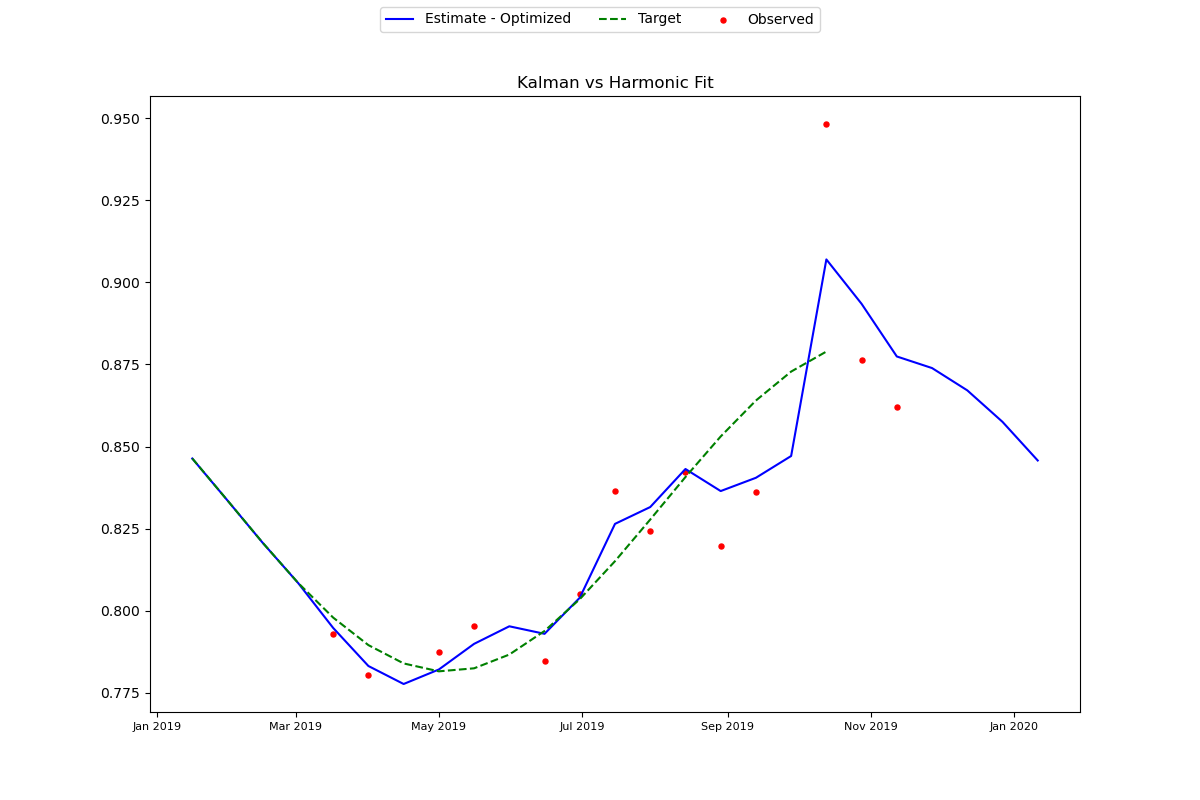 Estimate - Optimized Target Observed
Kalman vs Harmonic Fit
0.950
0.925
0.900
0.875
0.850
0.825
0.800
0.775
Jan 2019 Mar 2019 May 2019 Jul 2019 Sep 2019 Nov 2019 Jan 2020